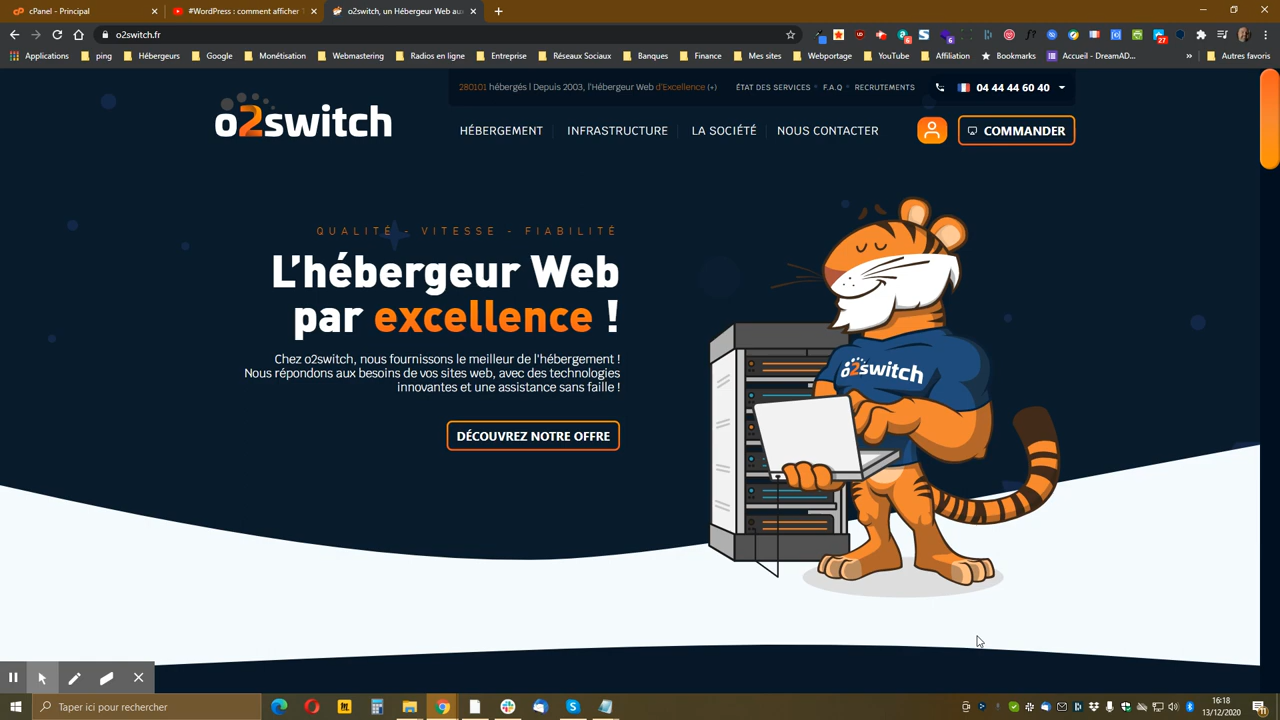 cPanel - Principal
#WordPress : comment afficher
o2switch, un Hébergeur Web au
o2switch.fr
Applications
ping
Hébergeurs
Google
Monétisation
Webmastering
Radios en ligne
Entreprise
Réseaux Sociaux
Banques
Finance
Mes sites
Webportage
YouTube
Affiliation
Bookmarks
Accueil – DreamAD...
»
Autres favoris
280101 hébergés | Depuis 2003, l'Hébergeur Web d'Excellence (+)
ÉTAT DES SERVICES
F.A.Q
RECRUTEMENTS
04 44 44 60 40
o2switch
HÉBERGEMENT
INFRASTRUCTURE
LA SOCIÉTÉ
NOUS CONTACTER
COMMANDER
QUALITÉ - VITESSE - FIABILITÉ
L'hébergeur Web
par excellence !
Chez o2switch, nous fournissons le meilleur de l'hébergement !
Nous répondons aux besoins de vos sites web, avec des technologies
innovantes et une assistance sans faille !
DÉCOUVREZ NOTRE OFFRE
o2switch
Taper ici pour rechercher
16:18
13/12/2020